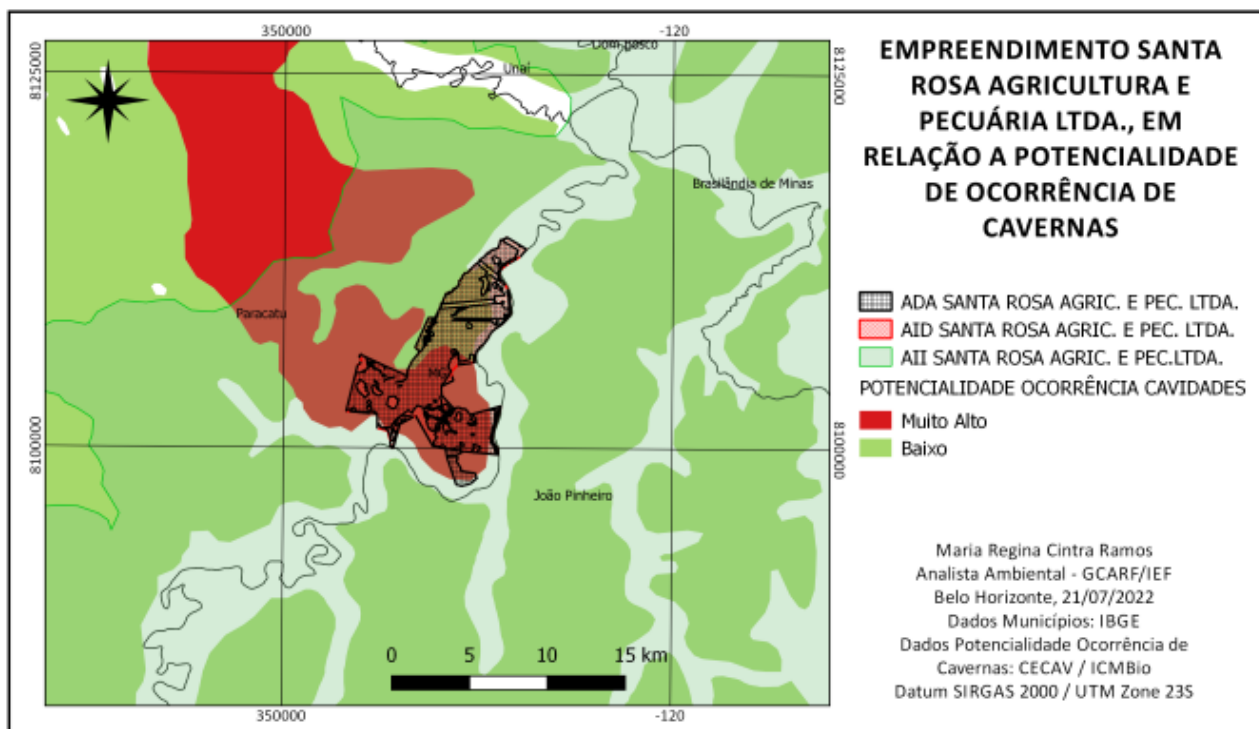 350000
-120
8125000
8125000
Dom Bosco
Unaí
Brasilândia de Minas
Paracatu
MG
8100000
8100000
João Pinheiro
0 5 10 15 km
350000
-120
EMPREENDIMENTO SANTA
ROSA AGRICULTURA E
PECUÁRIA LTDA., EM
RELAÇÃO A POTENCIALIDADE
DE OCORRÊNCIA DE
CAVERNAS
ADA SANTA ROSA AGRIC. E PEC. LTDA.
AID SANTA ROSA AGRIC. E PEC. LTDA.
AII SANTA ROSA AGRIC. E PEC.LTDA.
POTENCIALIDADE OCORRÊNCIA CAVIDADES
Muito Alto
Baixo
Maria Regina Cintra Ramos
Analista Ambiental - GCARF/IEF
Belo Horizonte, 21/07/2022
Dados Municípios: IBGE
Dados Potencialidade Ocorrência de
Cavernas: CECAV / ICMBio
Datum SIRGAS 2000 / UTM Zone 23S